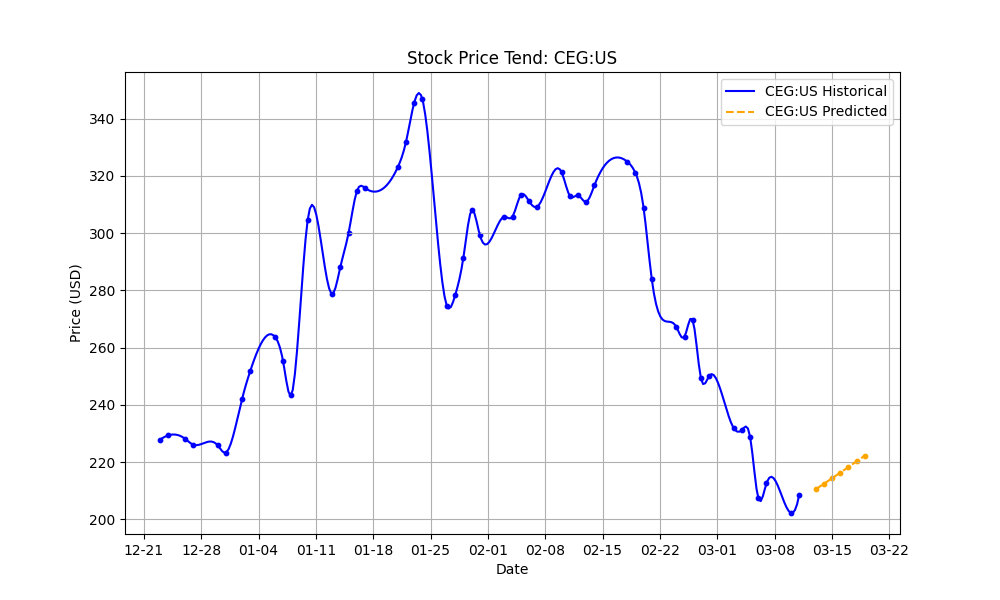 Stock Price Tend: CEG:US
CEG:US Historical
CEG:US Predicted
Price (USD)
340
320
300
280
260
240
220
200
12-21 12-28 01-04 01-11 01-18 01-25 02-01 02-08 02-15 02-22 03-01 03-08 03-15 03-22
Date